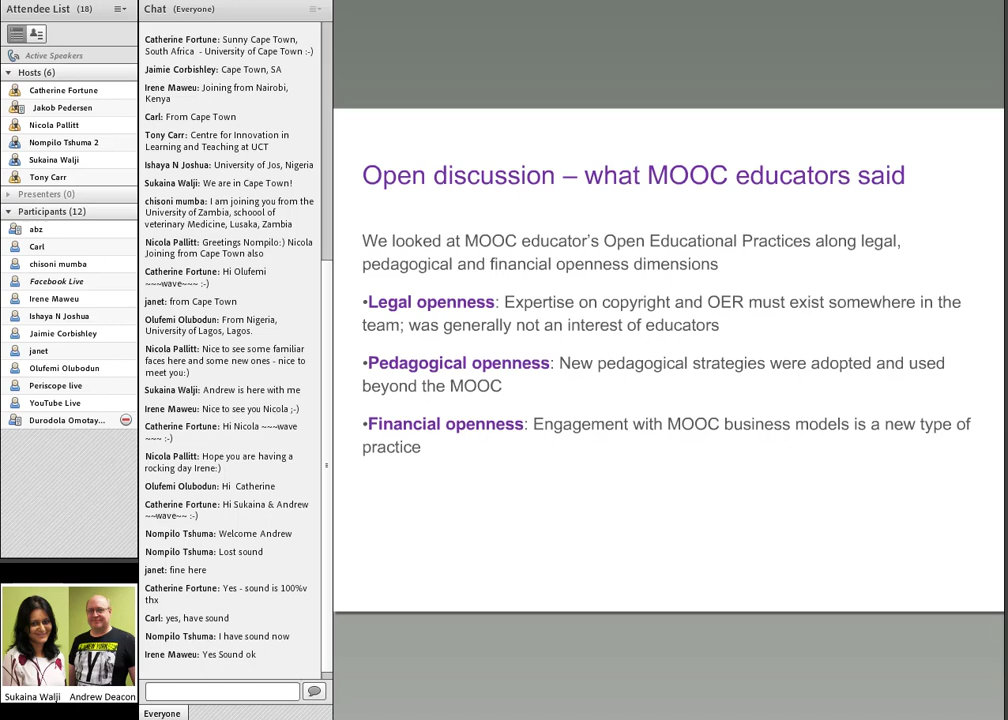 Attendee List (18)
Active Speakers
Hosts (6)
Catherine Fortune
Jakob Pedersen
Nicola Pallitt
Nompilo Tshuma 2
Sukaina Walji
Tony Carr
Presenters (0)
Participants (12)
abz
Carl
chisoni mumba
Facebook Live
Irene Maweu
Ishaya N Joshua
Jaimie Corbishley
janet
Olufemi Olubodun
Periscope live
YouTube Live
Durodola Omotay...
Sukaina Walji
Andrew Deacon
Chat (Everyone)
Catherine Fortune: Sunny Cape Town,
South Africa - University of Cape Town :-)
Jaimie Corbishley: Cape Town, SA
Irene Maweu: Joining from Nairobi,
Kenya
Carl: From Cape Town
Tony Carr: Centre for Innovation in
Learning and Teaching at UCT
Ishaya N Joshua: University of Jos, Nigeria
Sukaina Walji: We are in Cape Town!
chisoni mumba: I am joining you from the
University of Zambia, schoool of
veterinary Medicine, Lusaka, Zambia
Nicola Pallitt: Greetings Nompilo:) Nicola
Joining from Cape Town also
Catherine Fortune: Hi Olufemi
~~~wave~~ :-)
janet: from Cape Town
Olufemi Olubodun: From Nigeria,
University of Lagos, Lagos.
Nicola Pallitt: Nice to see some familiar
faces here and some new ones - nice to
meet you:)
Sukaina Walji: Andrew is here with me
Irene Maweu: Nice to see you Nicola ;-)
Catherine Fortune: Hi Nicola ~~~wave
~~~ :-)
Nicola Pallitt: Hope you are having a
rocking day Irene:)
Olufemi Olubodun: Hi Catherine
Catherine Fortune: Hi Sukaina & Andrew
~~wave~~ :-)
Nompilo Tshuma: Welcome Andrew
Nompilo Tshuma: Lost sound
janet: fine here
Catherine Fortune: Yes - sound is 100%v
thx
Carl: yes, have sound
Nompilo Tshuma: I have sound now
Irene Maweu: Yes Sound ok
Everyone
Open discussion – what MOOC educators said
We looked at MOOC educator's Open Educational Practices along legal,
pedagogical and financial openness dimensions
•Legal openness: Expertise on copyright and OER must exist somewhere in the
team; was generally not an interest of educators
•Pedagogical openness: New pedagogical strategies were adopted and used
beyond the MOOC
•Financial openness: Engagement with MOOC business models is a new type of
practice